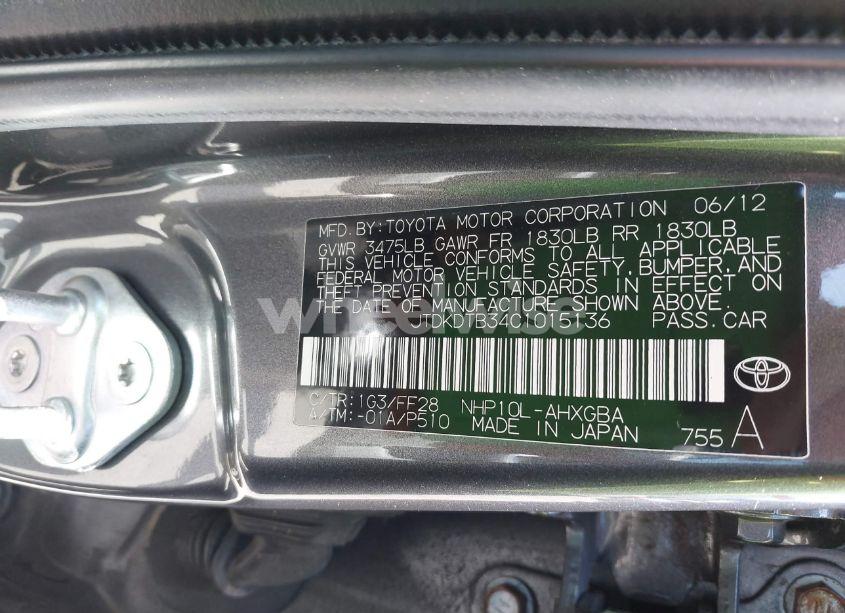 MFD.BY:TOYOTA MOTOR CORPORATION 06/12
GVWR 3475LB GAWR FR 1830LB RR 1830LB
THIS VEHICLE CONFORMS TO ALL APPLICABLE
FEDERAL MOTOR VEHICLE SAFETY,BUMPER,AND
THEFT PREVENTION STANDARDS IN EFFECT ON
THE DATE OF MANUFACTURE SHOWN ABOVE.
PASS.CAR
C/TR:1G3/FF28 NHP10L-AHXGBA
A/TM:-01A/P510 MADE IN JAPAN 755 A
wheelwise